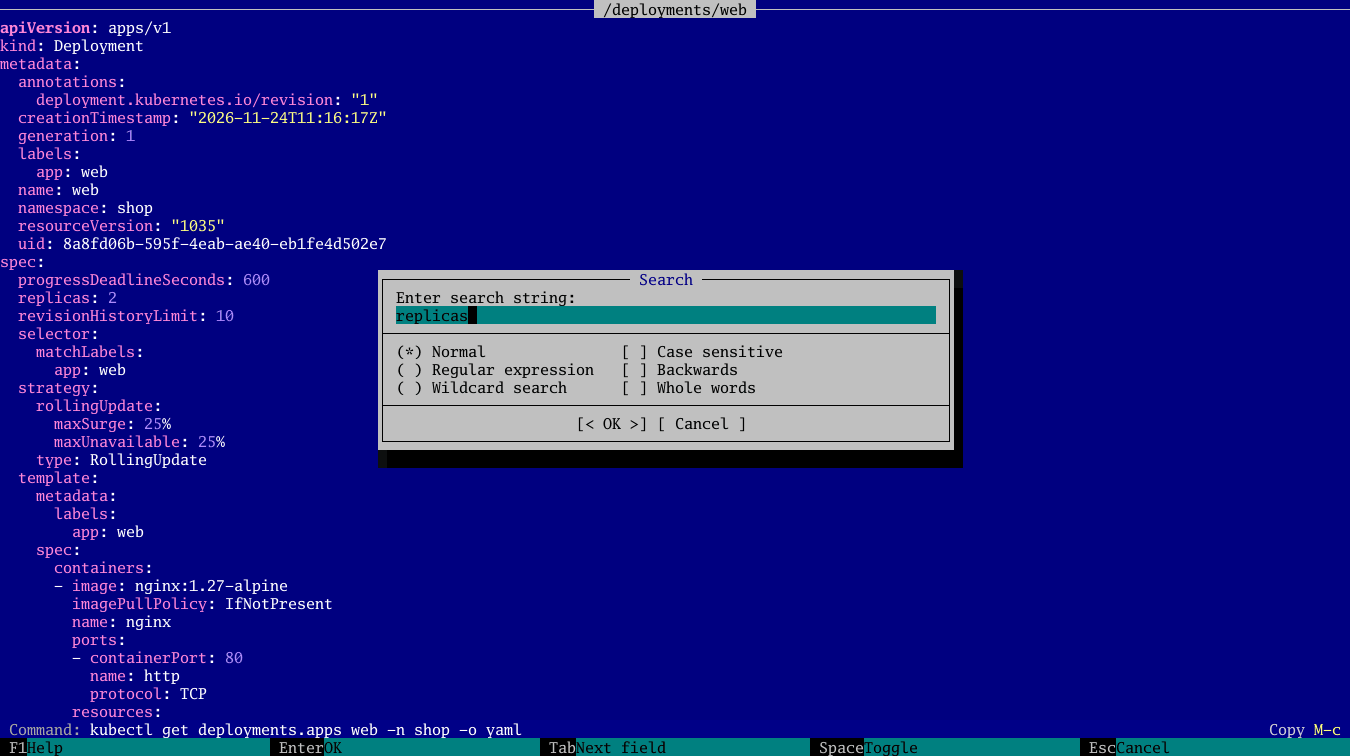 /deployments/web
apiVersion: apps/v1
kind: Deployment
metadata:
  annotations:
    deployment.kubernetes.io/revision: "1"
  creationTimestamp: "2026-11-24T11:16:17Z"
  generation: 1
  labels:
    app: web
  name: web
  namespace: shop
  resourceVersion: "1035"
  uid: 8a8fd06b-595f-4eab-ae40-eb1fe4d502e7
spec:
  progressDeadlineSeconds: 600
  replicas: 2
  revisionHistoryLimit: 10
  selector:
    matchLabels:
      app: web
  strategy:
    rollingUpdate:
      maxSurge: 25%
      maxUnavailable: 25%
    type: RollingUpdate
  template:
    metadata:
      labels:
        app: web
    spec:
      containers:
      - image: nginx:1.27-alpine
        imagePullPolicy: IfNotPresent
        name: nginx
        ports:
        - containerPort: 80
          name: http
          protocol: TCP
        resources:
Search
Enter search string:
replicas
(*) Normal [ ] Case sensitive
( ) Regular expression [ ] Backwards
( ) Wildcard search [ ] Whole words
[< OK >] [ Cancel ]
Command: kubectl get deployments.apps web -n shop -o yaml Copy M-c
F1Help EnterOK TabNext field SpaceToggle EscCancel